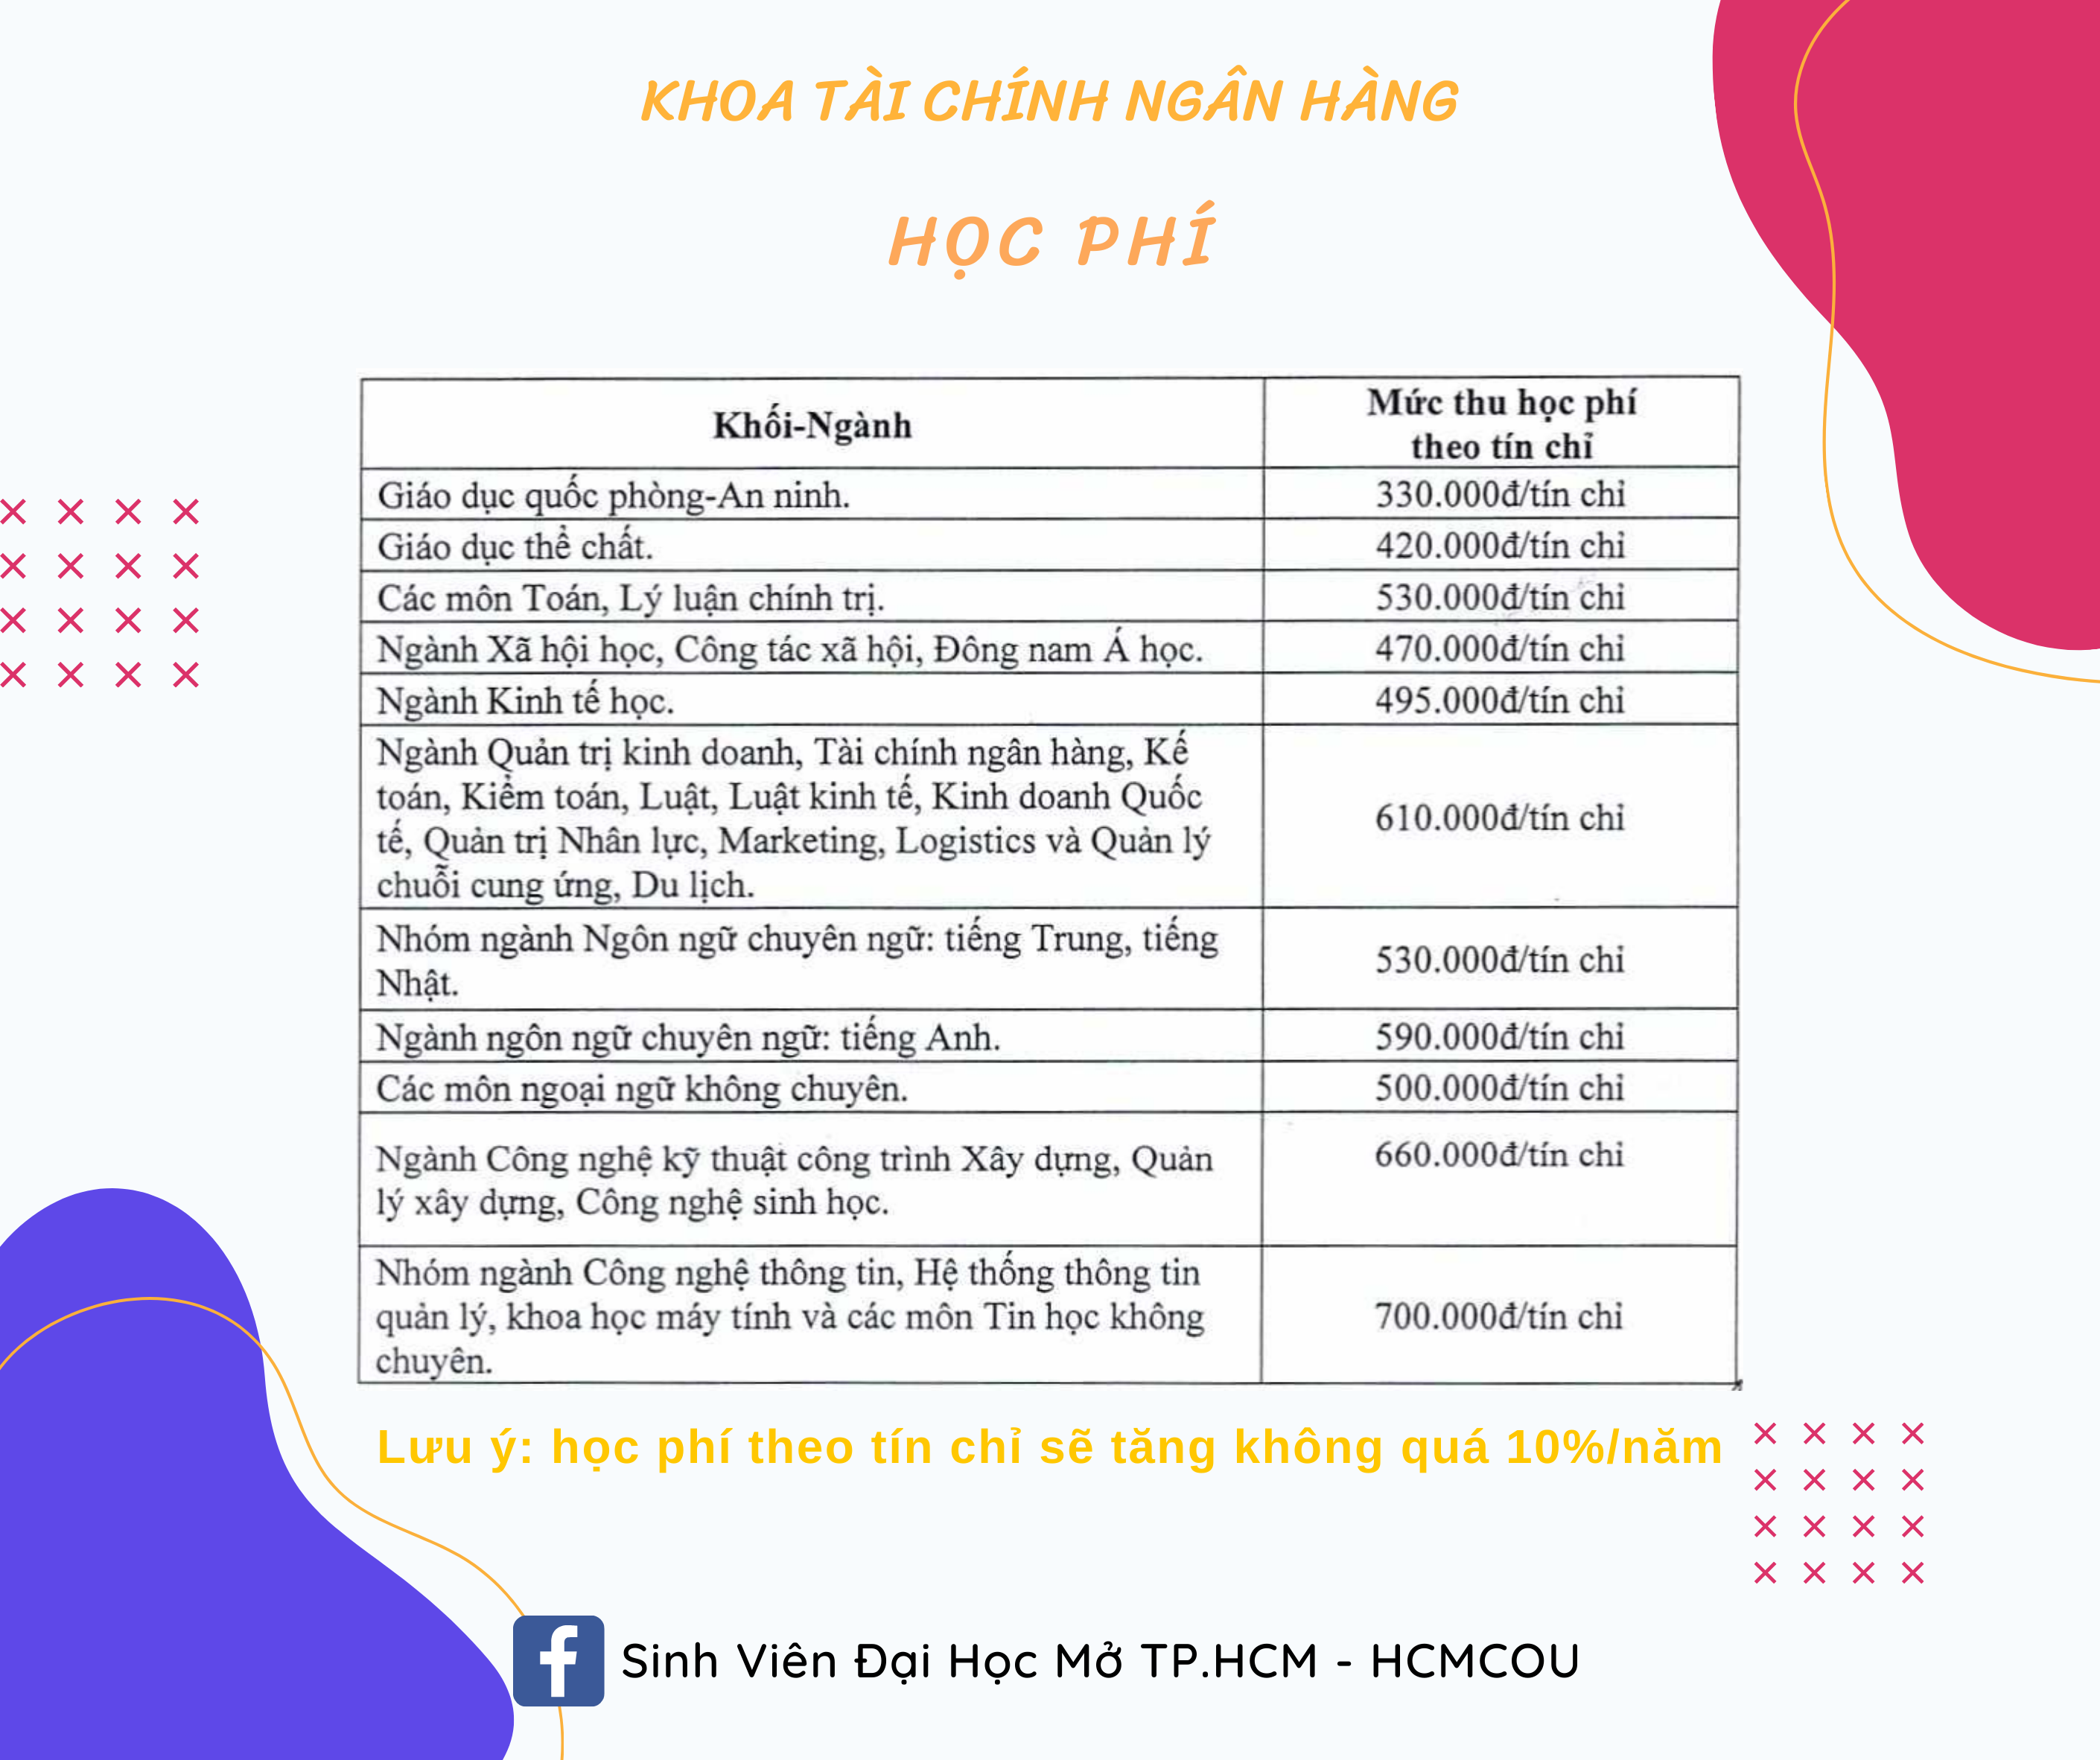 KHOA TÀI CHÍNH NGÂN HÀNG
HỌC PHÍ
Khối-Ngành
Mức thu học phí
theo tín chỉ
Giáo dục quốc phòng-An ninh.
330.000đ/tín chỉ
Giáo dục thể chất.
420.000đ/tín chỉ
Các môn Toán, Lý luận chính trị.
530.000đ/tín chỉ
Ngành Xã hội học, Công tác xã hội, Đông nam Á học.
470.000đ/tín chỉ
Ngành Kinh tế học.
495.000đ/tín chỉ
Ngành Quản trị kinh doanh, Tài chính ngân hàng, Kế
toán, Kiểm toán, Luật, Luật kinh tế, Kinh doanh Quốc
tế, Quản trị Nhân lực, Marketing, Logistics và Quản lý
chuỗi cung ứng, Du lịch.
610.000đ/tín chỉ
Nhóm ngành Ngôn ngữ chuyên ngữ: tiếng Trung, tiếng
Nhật.
530.000đ/tín chỉ
Ngành ngôn ngữ chuyên ngữ: tiếng Anh.
590.000đ/tín chỉ
Các môn ngoại ngữ không chuyên.
500.000đ/tín chỉ
Ngành Công nghệ kỹ thuật công trình Xây dựng, Quản
lý xây dựng, Công nghệ sinh học.
660.000đ/tín chỉ
Nhóm ngành Công nghệ thông tin, Hệ thống thông tin
quản lý, khoa học máy tính và các môn Tin học không
chuyên.
700.000đ/tín chỉ
Lưu ý: học phí theo tín chỉ sẽ tăng không quá 10%/năm
Sinh Viên Đại Học Mở TP.HCM - HCMCOU